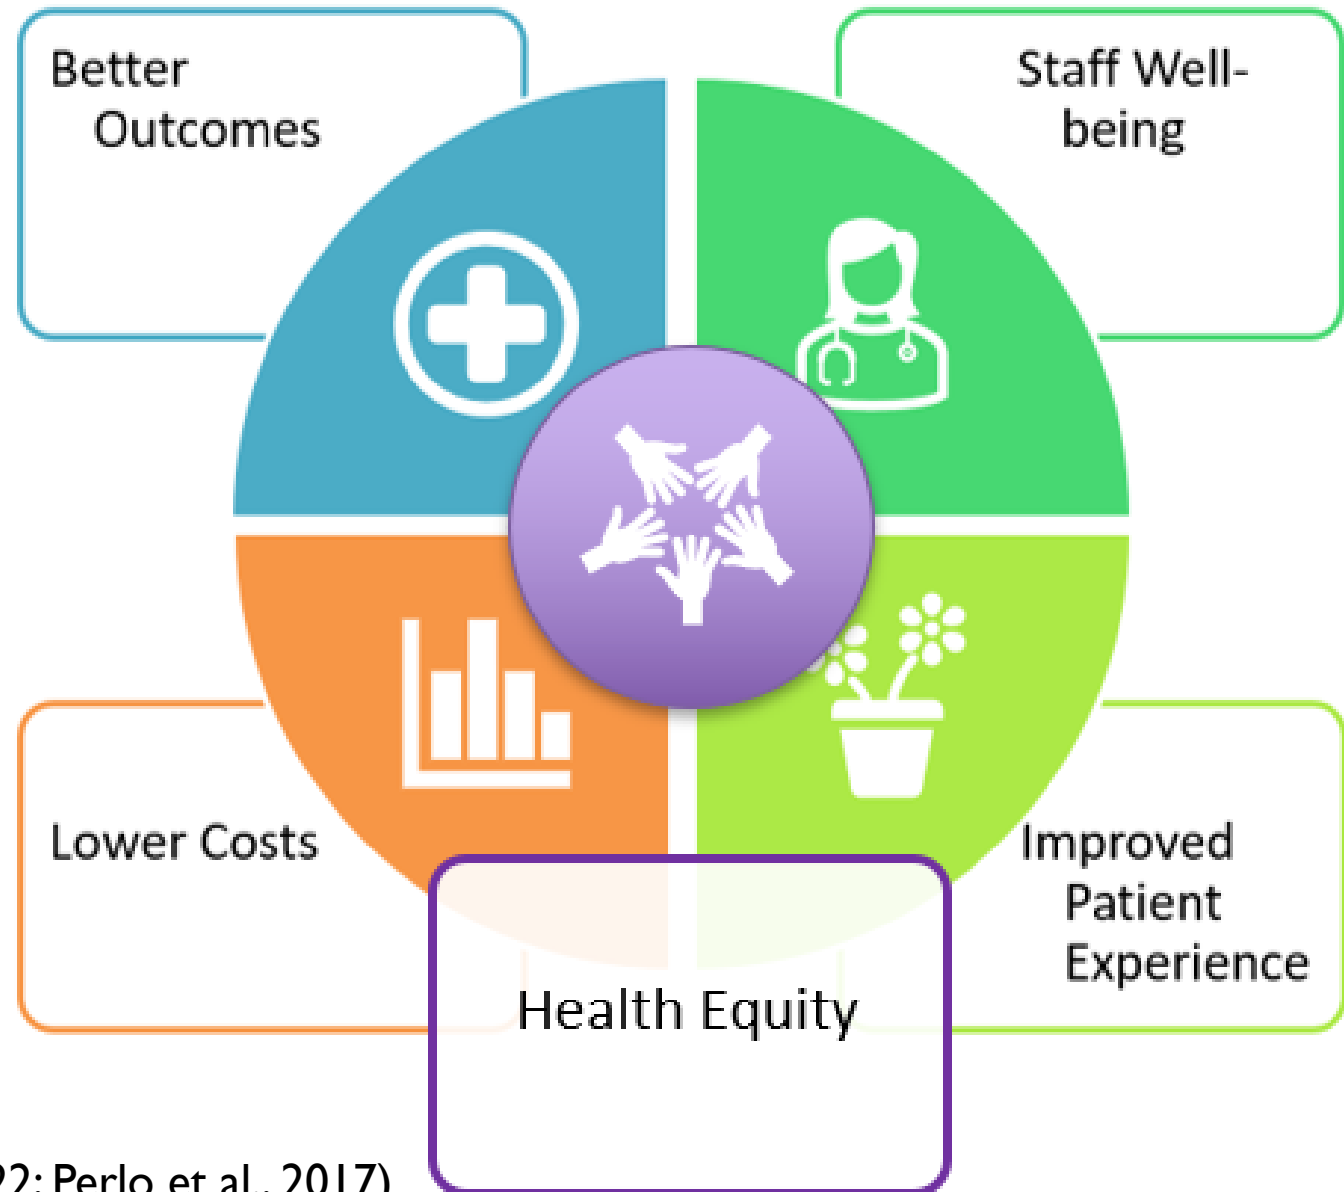 Better
Outcomes
Staff Well-
being
Lower Costs
Improved
Patient
Experience
Health Equity
22; Perlo et al., 2017)